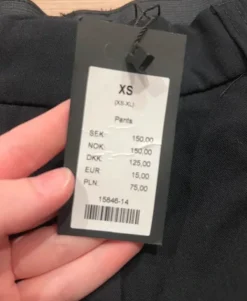 XS
(XS-XL)
Pants
SEK: 150,00
NOK: 150,00
DKK: 125,00
EUR: 15,00
PLN: 75,00
15646-14